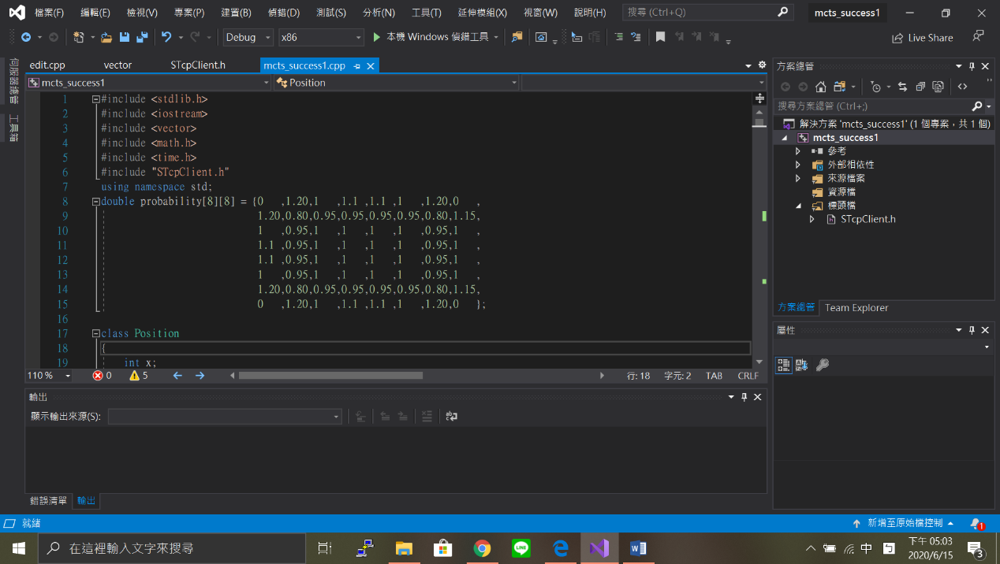 檔案(F) 編輯(E) 檢視(V) 專案(P) 建置(B) 偵錯(D) 測試(S) 分析(N) 工具(T) 延伸模組(X) 視窗(W) 說明(H) 搜尋 (Ctrl+Q) mcts_success1
Debug x86 本機 Windows 偵錯工具 Live Share
伺服器總管
工具箱
edit.cpp vector STcpClient.h mcts_success1.cpp
mcts_success1 Position
1 #include <stdlib.h>
2 #include <iostream>
3 #include <vector>
4 #include <math.h>
5 #include <time.h>
6 #include "STcpClient.h"
7 using namespace std;
8 double probability[8][8] = {0 ,1.20,1 ,1.1 ,1.1 ,1 ,1.20,0 ,
9 1.20,0.80,0.95,0.95,0.95,0.95,0.80,1.15,
10 1 ,0.95,1 ,1 ,1 ,1 ,0.95,1 ,
11 1.1 ,0.95,1 ,1 ,1 ,1 ,0.95,1 ,
12 1.1 ,0.95,1 ,1 ,1 ,1 ,0.95,1 ,
13 1 ,0.95,1 ,1 ,1 ,1 ,0.95,1 ,
14 1.20,0.80,0.95,0.95,0.95,0.95,0.80,1.15,
15 0 ,1.20,1 ,1.1 ,1.1 ,1 ,1.20,0 };
16
17 class Position
18 {
19 int x;
110 % 0 5 行: 18 字元: 2 TAB CRLF
輸出
顯示輸出來源(S):
錯誤清單 輸出
方案總管
搜尋方案總管 (Ctrl+;)
解決方案 'mcts_success1' (1 個專案，共 1 個)
mcts_success1
參考
外部相依性
來源檔案
資源檔
標頭檔
STcpClient.h
方案總管 Team Explorer
屬性
就緒 新增至原始檔控制 1
在這裡輸入文字來搜尋
LINE
中
下午 05:03
2020/6/15
3